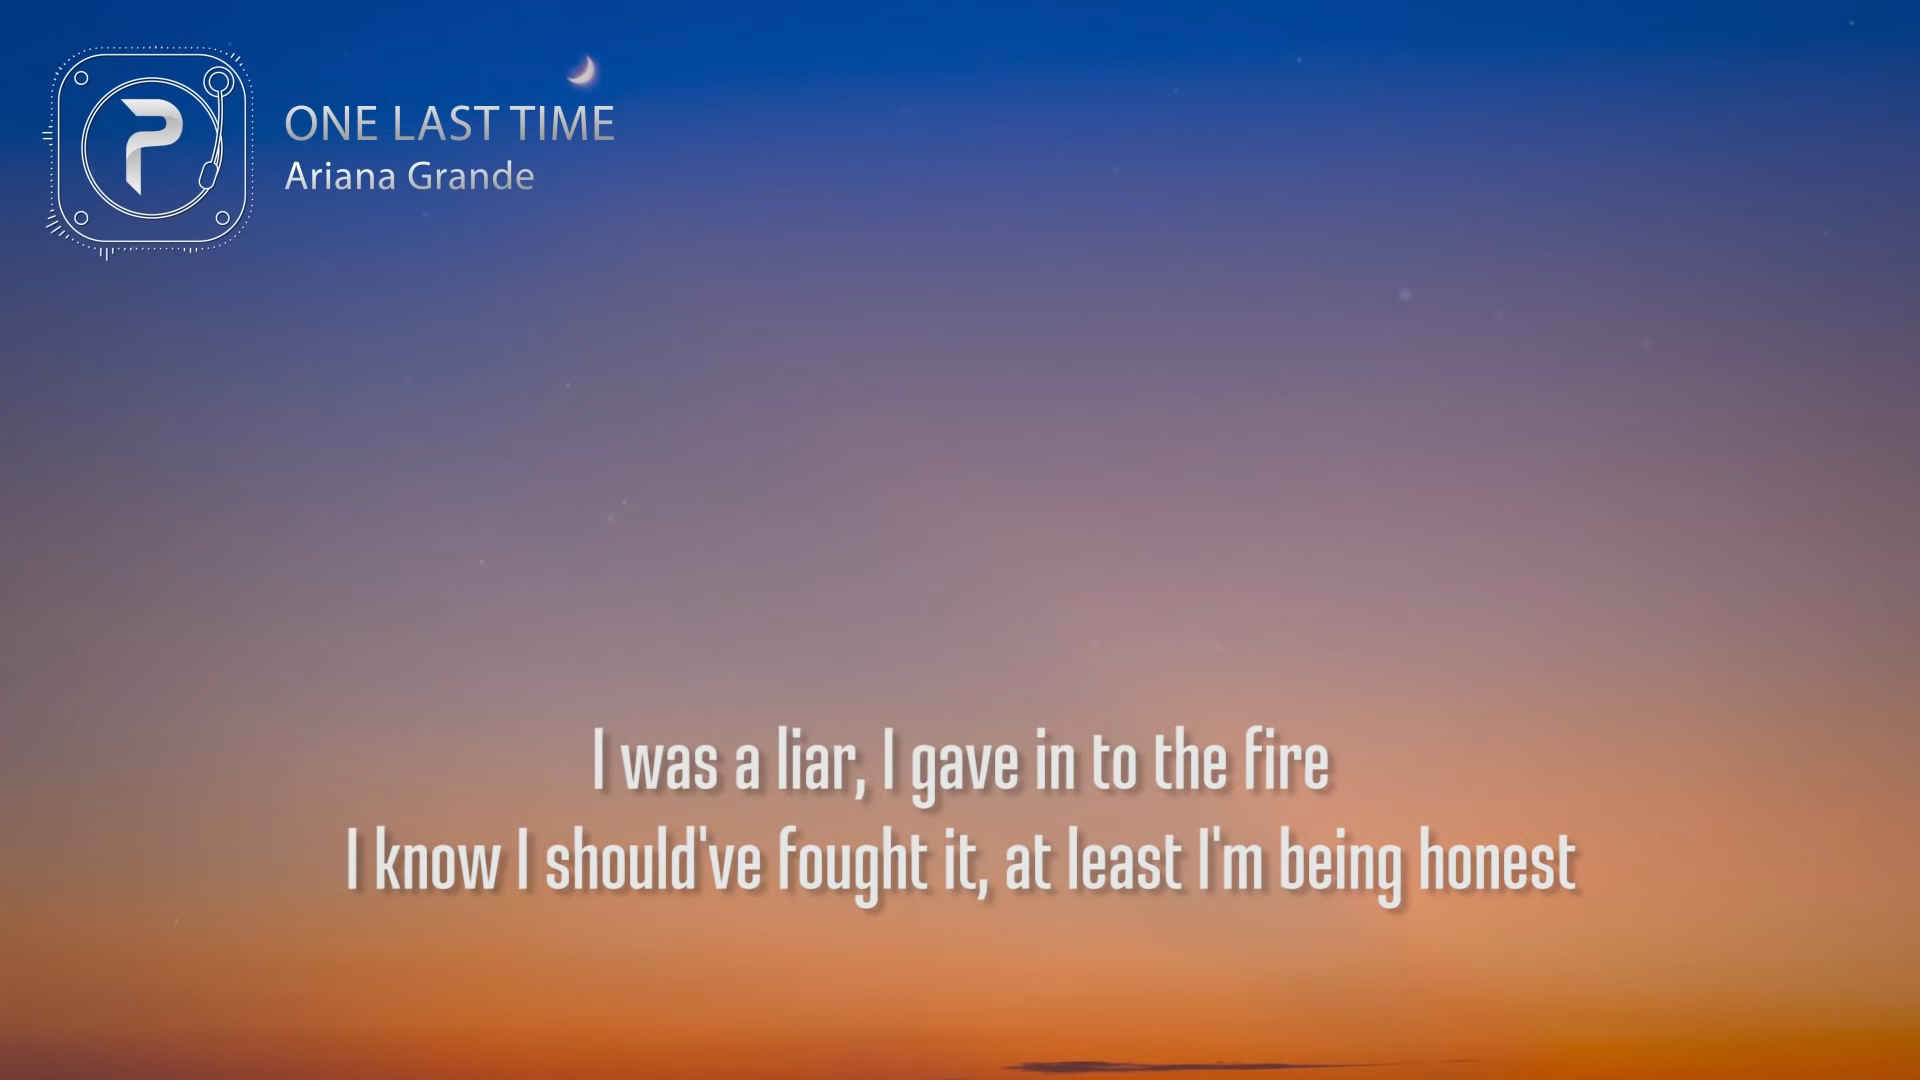 ONE LAST TIME
Ariana Grande
I was a liar, I gave in to the fire
I know I should've fought it, at least I'm being honest